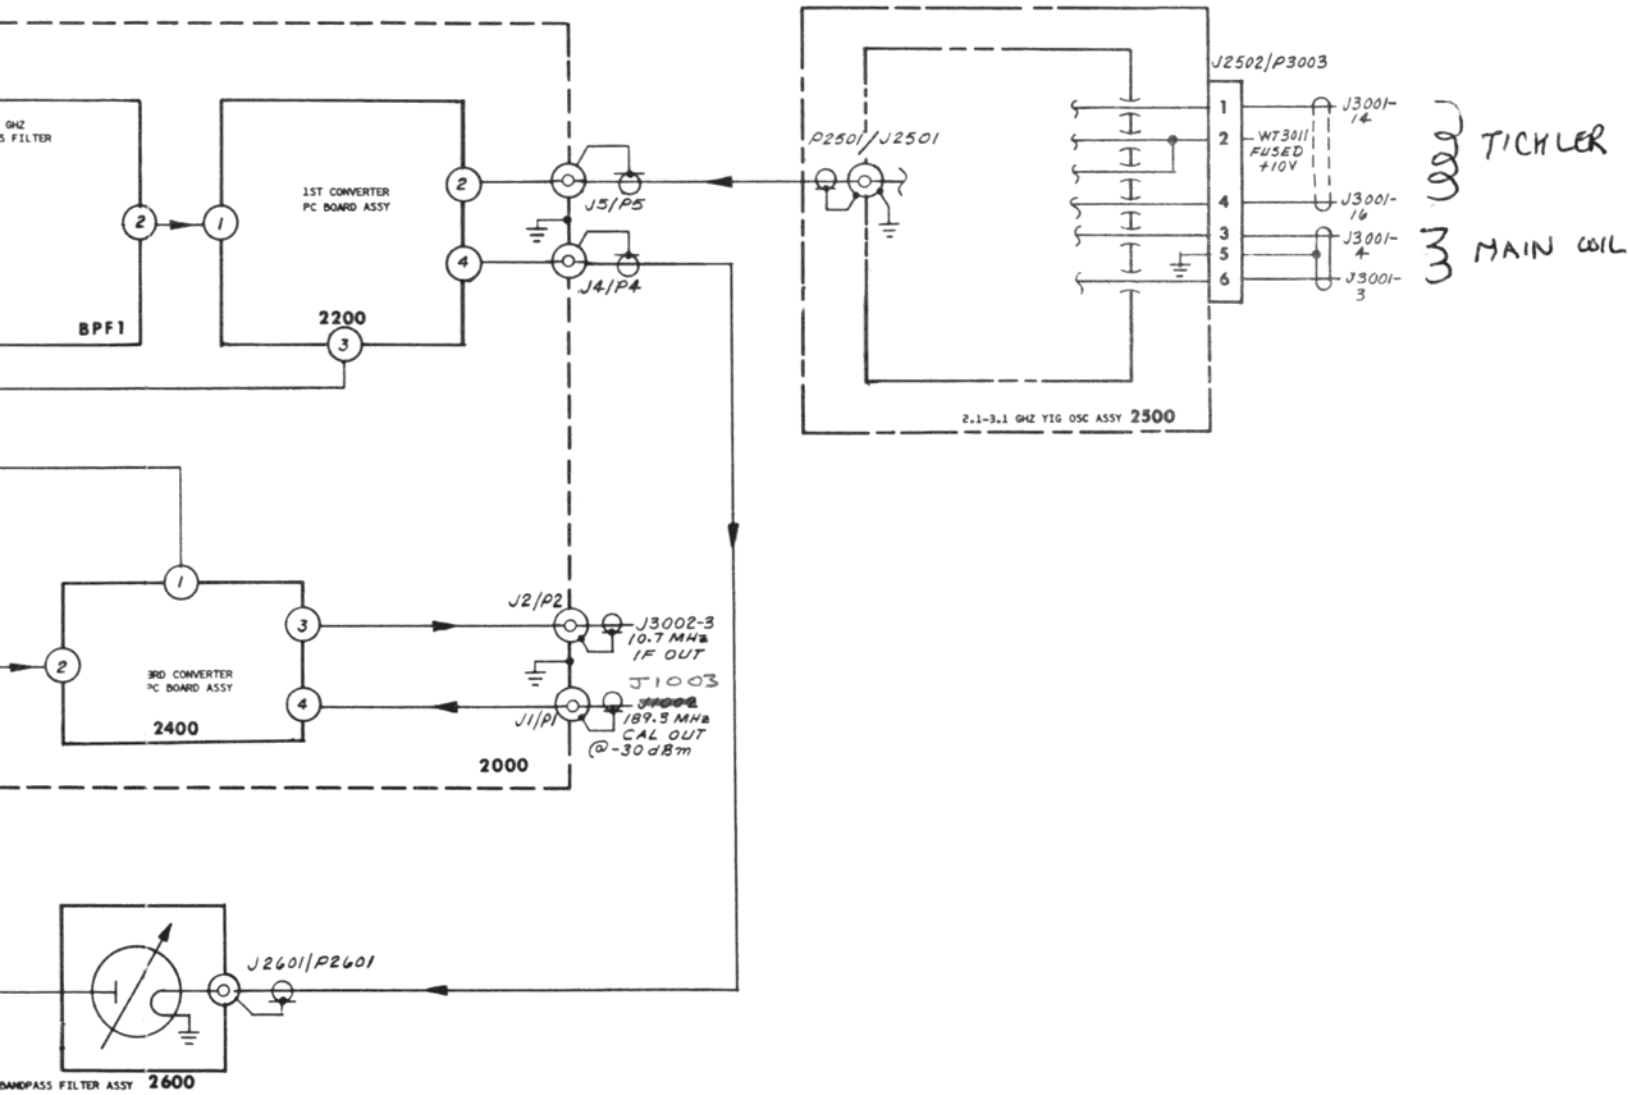 GHZ
S FILTER
2
BPF1
1
1ST CONVERTER
PC BOARD ASSY
2
4
2200
3
J5/P5
J4/P4
P2501/J2501
2.1-3.1 GHZ YIG OSC ASSY 2500
J2502/P3003
1
2
4
3
5
6
J3001-
14
WT3011
FUSED
+10V
J3001-
16
J3001-
4
J3001-
3
TICKLER
MAIN COIL
1
2
3RD CONVERTER
PC BOARD ASSY
2400
3
4
J2/P2
J3002-3
10.7 MHz
IF OUT
J1003
J1/P1
189.5 MHz
CAL OUT
@-30dBm
2000
J2601/P2601
BANDPASS FILTER ASSY 2600